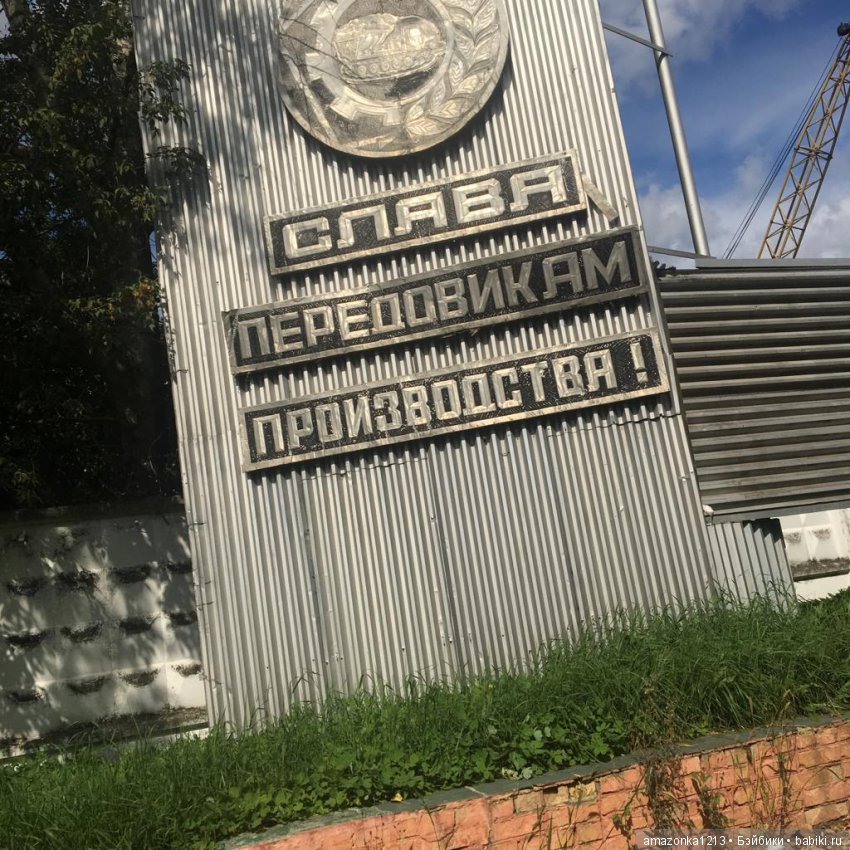 СЛАВА
ПЕРЕДОВИКАМ
ПРОИЗВОДСТВА !
amazonka1213 • Бэйбики • babiki.ru